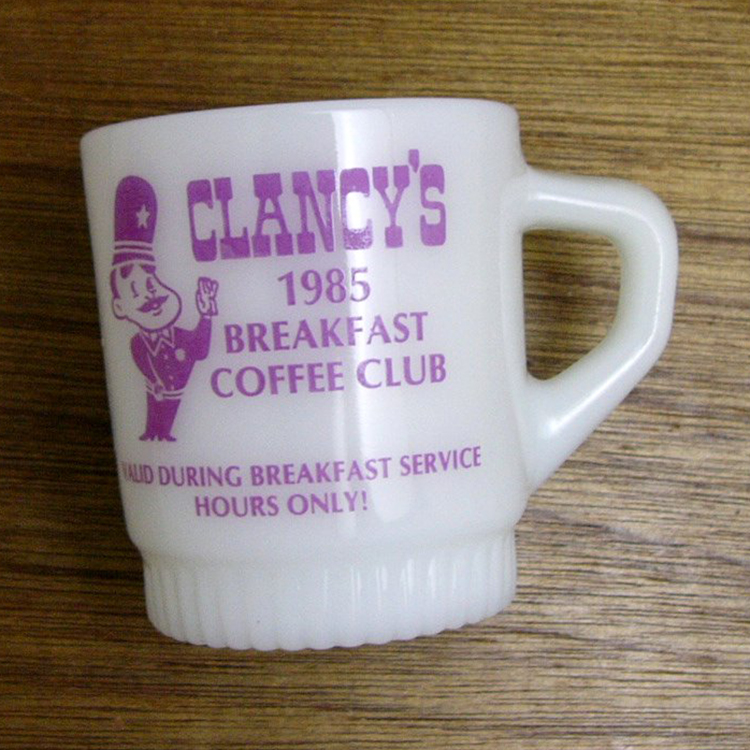 CLANCY'S
1985
BREAKFAST
COFFEE CLUB
VALID DURING BREAKFAST SERVICE
HOURS ONLY!